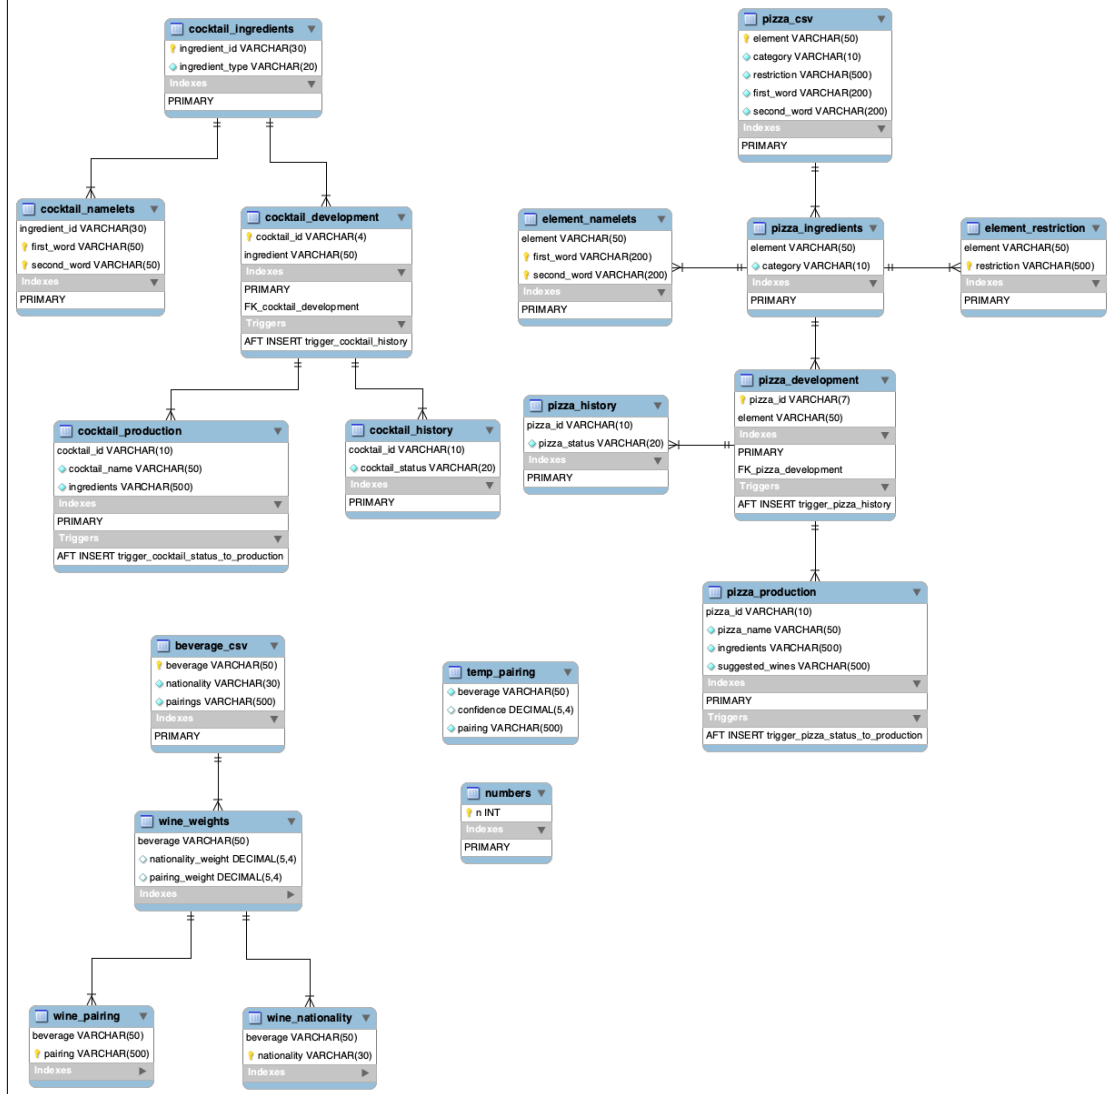 cocktail_ingredients
ingredient_id VARCHAR(30)
ingredient_type VARCHAR(20)
Indexes
PRIMARY
cocktail_namelets
ingredient_id VARCHAR(30)
first_word VARCHAR(50)
second_word VARCHAR(50)
Indexes
PRIMARY
cocktail_development
cocktail_id VARCHAR(4)
ingredient VARCHAR(50)
Indexes
PRIMARY
FK_cocktail_development
Triggers
AFT INSERT trigger_cocktail_history
cocktail_production
cocktail_id VARCHAR(10)
cocktail_name VARCHAR(50)
ingredients VARCHAR(500)
Indexes
PRIMARY
Triggers
AFT INSERT trigger_cocktail_status_to_production
cocktail_history
cocktail_id VARCHAR(10)
cocktail_status VARCHAR(20)
Indexes
PRIMARY
pizza_csv
element VARCHAR(50)
category VARCHAR(10)
restriction VARCHAR(500)
first_word VARCHAR(200)
second_word VARCHAR(200)
Indexes
PRIMARY
element_namelets
element VARCHAR(50)
first_word VARCHAR(200)
second_word VARCHAR(200)
Indexes
PRIMARY
pizza_ingredients
element VARCHAR(50)
category VARCHAR(10)
Indexes
PRIMARY
element_restriction
element VARCHAR(50)
restriction VARCHAR(500)
Indexes
PRIMARY
pizza_history
pizza_id VARCHAR(10)
pizza_status VARCHAR(20)
Indexes
PRIMARY
pizza_development
pizza_id VARCHAR(7)
element VARCHAR(50)
Indexes
PRIMARY
FK_pizza_development
Triggers
AFT INSERT trigger_pizza_history
pizza_production
pizza_id VARCHAR(10)
pizza_name VARCHAR(50)
ingredients VARCHAR(500)
suggested_wines VARCHAR(500)
Indexes
PRIMARY
Triggers
AFT INSERT trigger_pizza_status_to_production
beverage_csv
beverage VARCHAR(50)
nationality VARCHAR(30)
pairings VARCHAR(500)
Indexes
PRIMARY
temp_pairing
beverage VARCHAR(50)
confidence DECIMAL(5,4)
pairing VARCHAR(500)
numbers
n INT
Indexes
PRIMARY
wine_weights
beverage VARCHAR(50)
nationality_weight DECIMAL(5,4)
pairing_weight DECIMAL(5,4)
Indexes
wine_pairing
beverage VARCHAR(50)
pairing VARCHAR(500)
Indexes
wine_nationality
beverage VARCHAR(50)
nationality VARCHAR(30)
Indexes